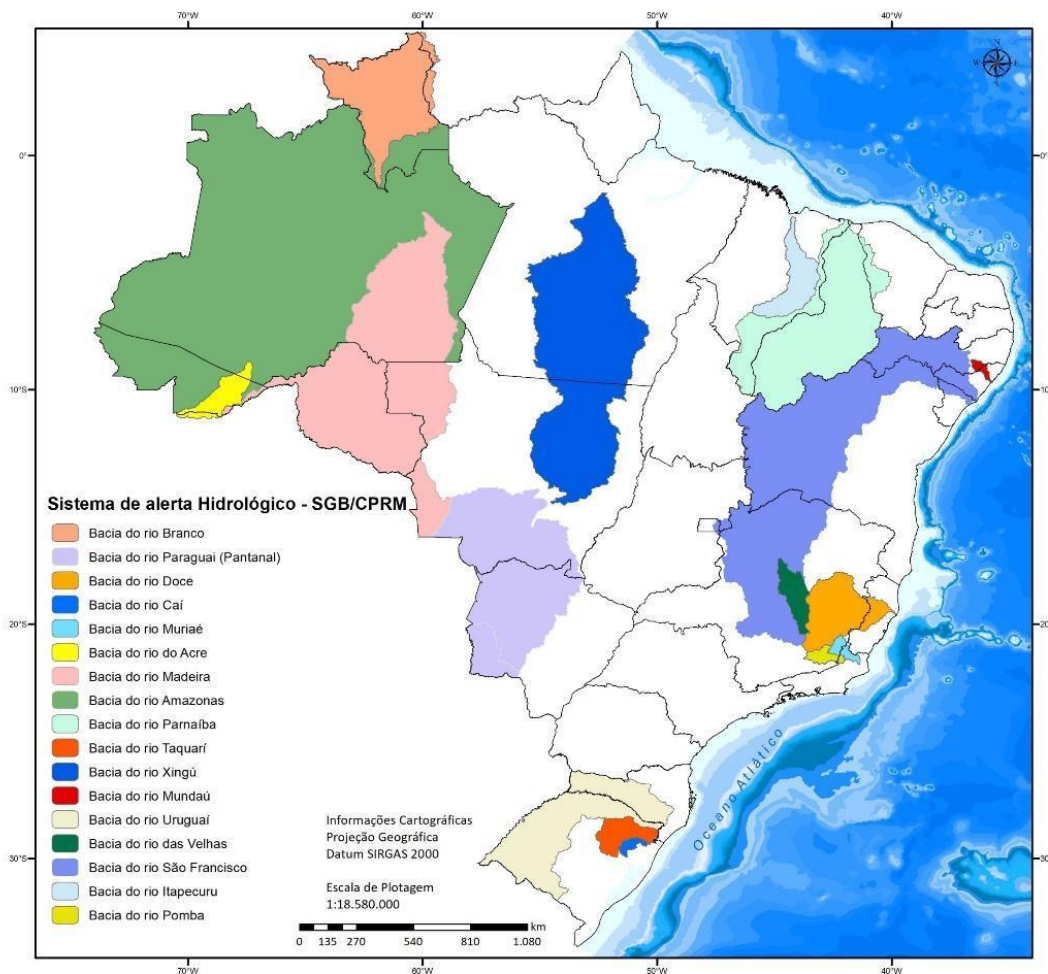 70°W 60°W 50°W 40°W
N
W E
S
0° 0°
10°S 10°S
20°S 20°S
30°S 30°S
Oceano Atlático
Sistema de alerta Hidrológico - SGB/CPRM
Bacia do rio Branco
Bacia do rio Paraguai (Pantanal)
Bacia do rio Doce
Bacia do rio Caí
Bacia do rio Muriaé
Bacia do rio do Acre
Bacia do rio Madeira
Bacia do rio Amazonas
Bacia do rio Parnaíba
Bacia do rio Taquarí
Bacia do rio Xingú
Bacia do rio Mundaú
Bacia do rio Uruguaí
Bacia do rio das Velhas
Bacia do rio São Francisco
Bacia do rio Itapecuru
Bacia do rio Pomba
Informações Cartográficas
Projeção Geográfica
Datum SIRGAS 2000
Escala de Plotagem
1:18.580.000
km
0 135 270 540 810 1.080
70°W 60°W 50°W 40°W